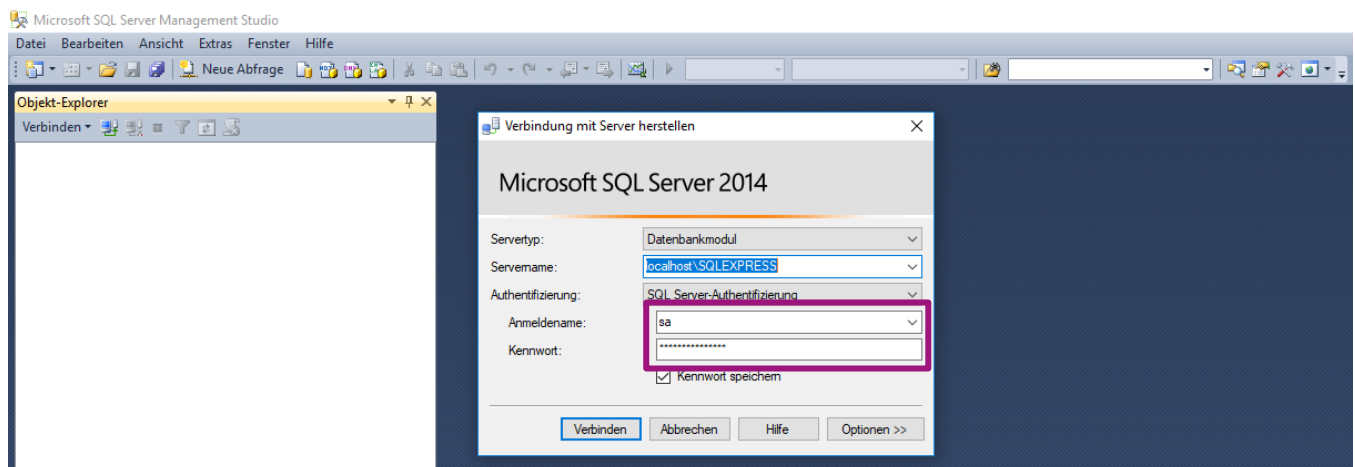 Microsoft SQL Server Management Studio
Datei Bearbeiten Ansicht Extras Fenster Hilfe
Neue Abfrage
Objekt-Explorer
Verbinden
Verbindung mit Server herstellen
Microsoft SQL Server 2014
Servertyp: Datenbankmodul
Servername: localhost\SQLEXPRESS
Authentifizierung: SQL Server-Authentifizierung
Anmeldename: sa
Kennwort: ***************
Kennwort speichern
Verbinden Abbrechen Hilfe Optionen >>